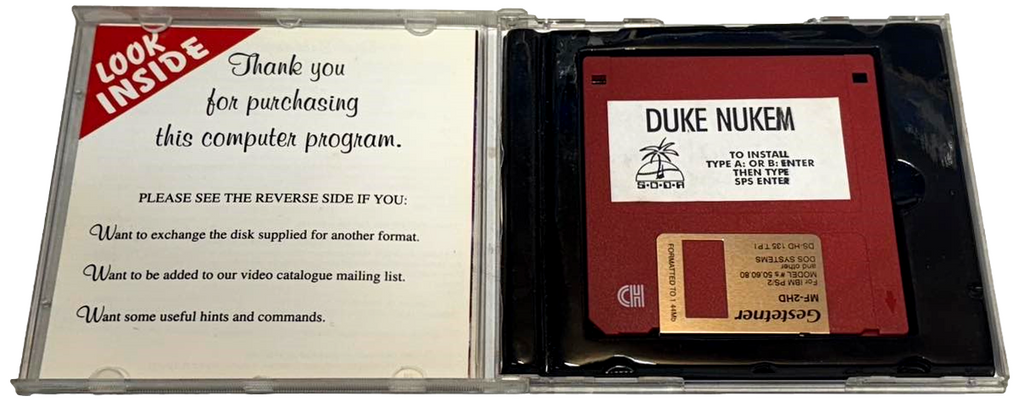 LOOK
INSIDE
Thank you
for purchasing
this computer program.
PLEASE SEE THE REVERSE SIDE IF YOU:
Want to exchange the disk supplied for another format.
Want to be added to our video catalogue mailing list.
Want some useful hints and commands.
DUKE NUKEM
S·O·D·A
TO INSTALL
TYPE A: OR B: ENTER
THEN TYPE
SPS ENTER
Gestetner
MF-2HD
For IBM PS/2
MODEL #'s 50,60,80
and other
DOS SYSTEMS
DS-HD 135 T.P.I
FORMATTED TO 1.44Mb
HD